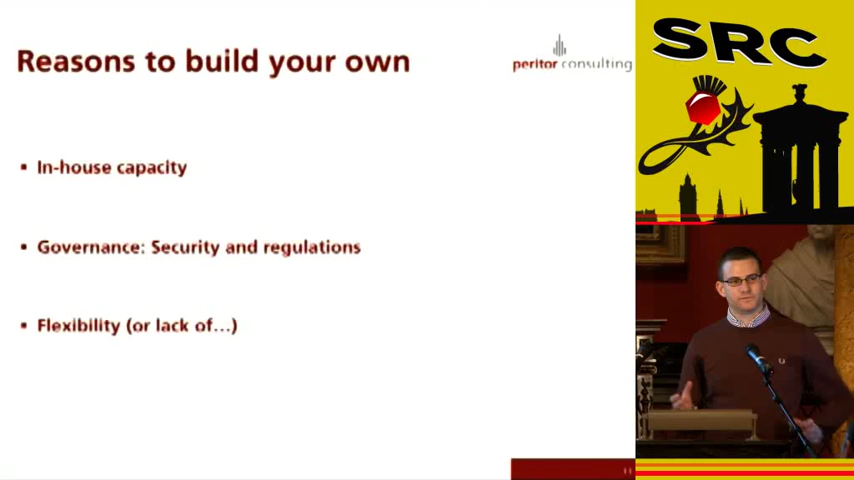 Reasons to build your own
peritor consulting
▪ In-house capacity
▪ Governance: Security and regulations
▪ Flexibility (or lack of...)
SRC